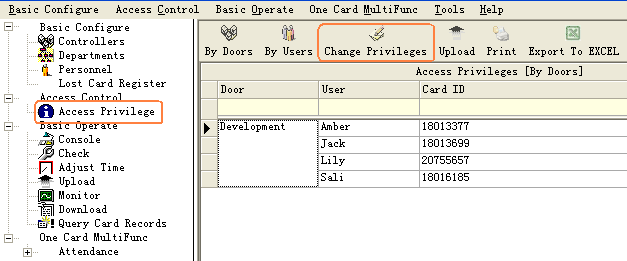 Basic Configure Access Control Basic Operate One Card MultiFunc Tools Help
Basic Configure
Controllers
Departments
Personnel
Lost Card Register
Access Control
Access Privilege
Basic Operate
Console
Check
Adjust Time
Upload
Monitor
Download
Query Card Records
One Card MultiFunc
Attendance
By Doors By Users Change Privileges Upload Print Export To EXCEL
Access Privileges [By Doors]
Door User Card ID
Development Amber 18013377
Jack 18013699
Lily 20755657
Sali 18016185